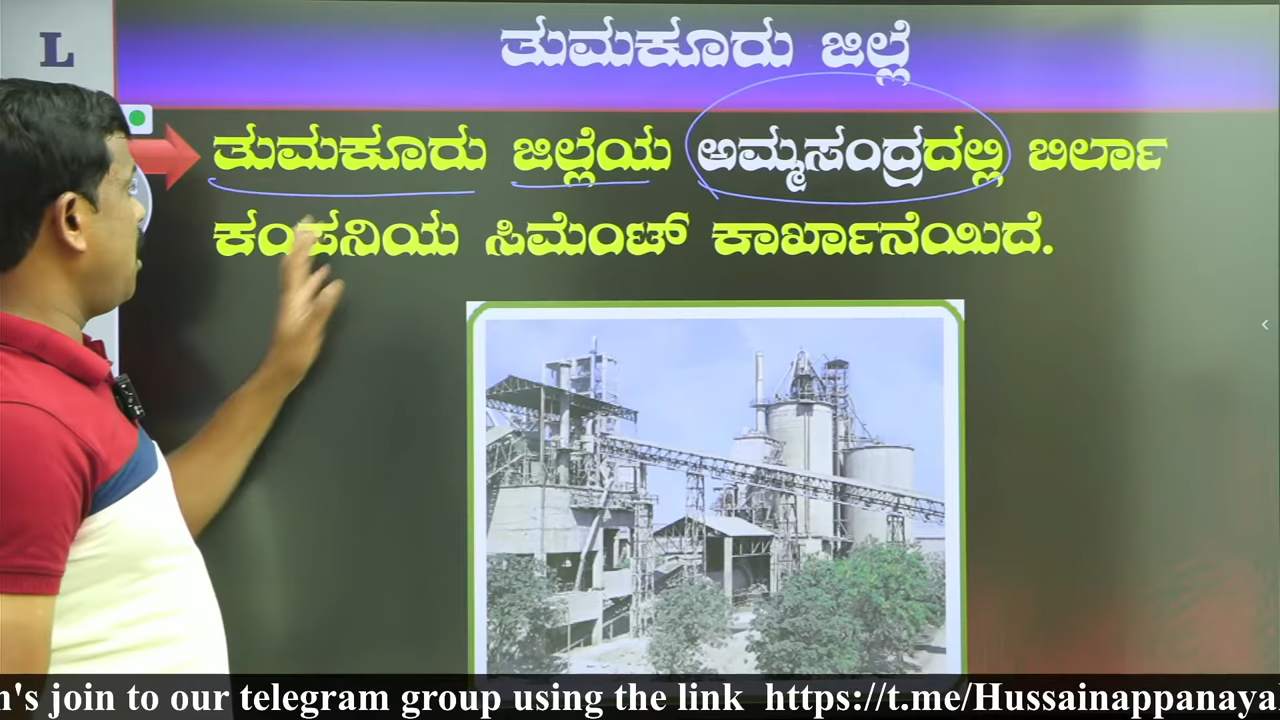 L
ತುಮಕೂರು ಜಿಲ್ಲೆ
ತುಮಕೂರು ಜಿಲ್ಲೆಯ ಅಮ್ಮಸಂದ್ರದಲ್ಲಿ ಬಿರ್ಲಾ
ಕಂಪನಿಯ ಸಿಮೆಂಟ್ ಕಾರ್ಖಾನೆಯಿದೆ.
n's join to our telegram group using the link https://t.me/Hussainappanaya